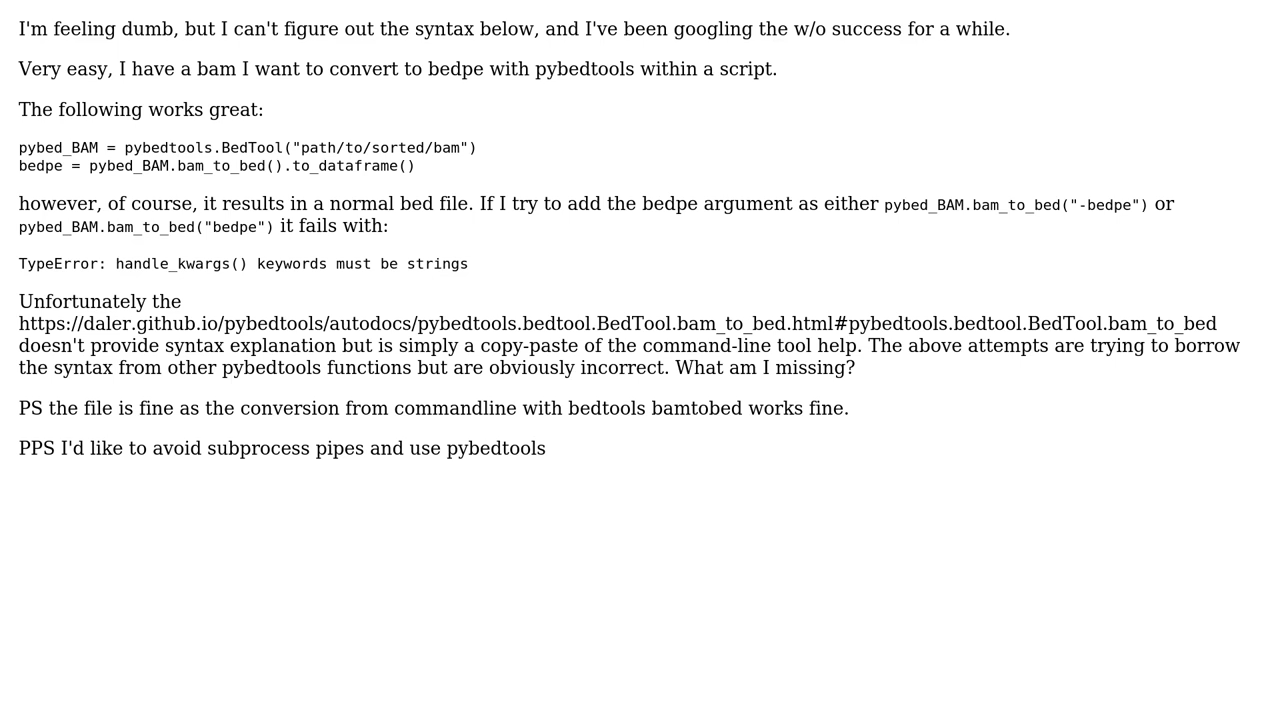 I'm feeling dumb, but I can't figure out the syntax below, and I've been googling the w/o success for a while.
Very easy, I have a bam I want to convert to bedpe with pybedtools within a script.
The following works great:
pybed_BAM = pybedtools.BedTool("path/to/sorted/bam")
bedpe = pybed_BAM.bam_to_bed().to_dataframe()
however, of course, it results in a normal bed file. If I try to add the bedpe argument as either pybed_BAM.bam_to_bed("-bedpe") or
pybed_BAM.bam_to_bed("bedpe") it fails with:
TypeError: handle_kwargs() keywords must be strings
Unfortunately the
https://daler.github.io/pybedtools/autodocs/pybedtools.bedtool.BedTool.bam_to_bed.html#pybedtools.bedtool.BedTool.bam_to_bed
doesn't provide syntax explanation but is simply a copy-paste of the command-line tool help. The above attempts are trying to borrow
the syntax from other pybedtools functions but are obviously incorrect. What am I missing?
PS the file is fine as the conversion from commandline with bedtools bamtobed works fine.
PPS I'd like to avoid subprocess pipes and use pybedtools